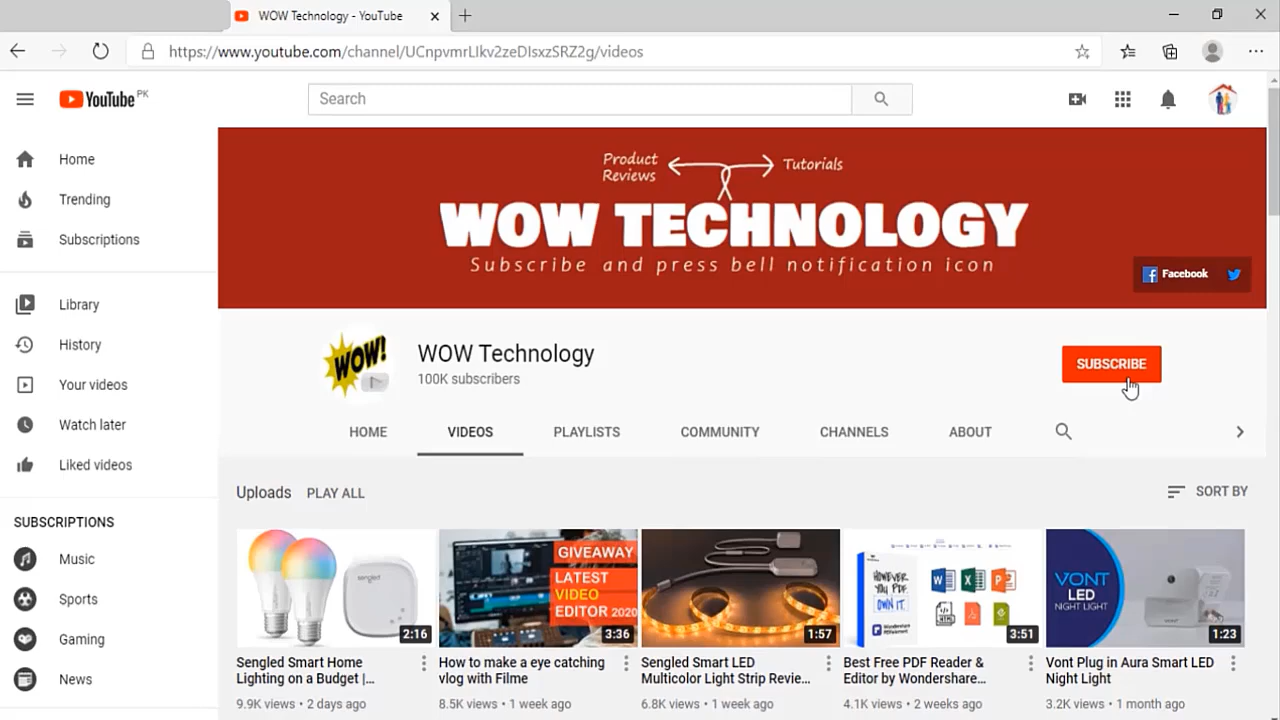 WOW Technology - YouTube
https://www.youtube.com/channel/UCnpvmrLIkv2zeDIsxzSRZ2g/videos
YouTube PK
Search
Home
Trending
Subscriptions
Library
History
Your videos
Watch later
Liked videos
SUBSCRIPTIONS
Music
Sports
Gaming
News
Product
Reviews
Tutorials
WOW TECHNOLOGY
Subscribe and press bell notification icon
Facebook
WOW!
WOW Technology
100K subscribers
SUBSCRIBE
HOME VIDEOS PLAYLISTS COMMUNITY CHANNELS ABOUT
Uploads PLAY ALL
SORT BY
sengled
2:16
Sengled Smart Home
Lighting on a Budget |...
9.9K views • 2 days ago
GIVEAWAY
LATEST
VIDEO
EDITOR 2020
3:36
How to make a eye catching
vlog with Filme
8.5K views • 1 week ago
1:57
Sengled Smart LED
Multicolor Light Strip Revie...
6.8K views • 1 week ago
HOWEVER
YOU PDF,
OWN IT.
W X P
3:51
Best Free PDF Reader &
Editor by Wondershare...
4.1K views • 2 weeks ago
VONT
LED
NIGHT LIGHT
1:23
Vont Plug in Aura Smart LED
Night Light
3.2K views • 1 month ago